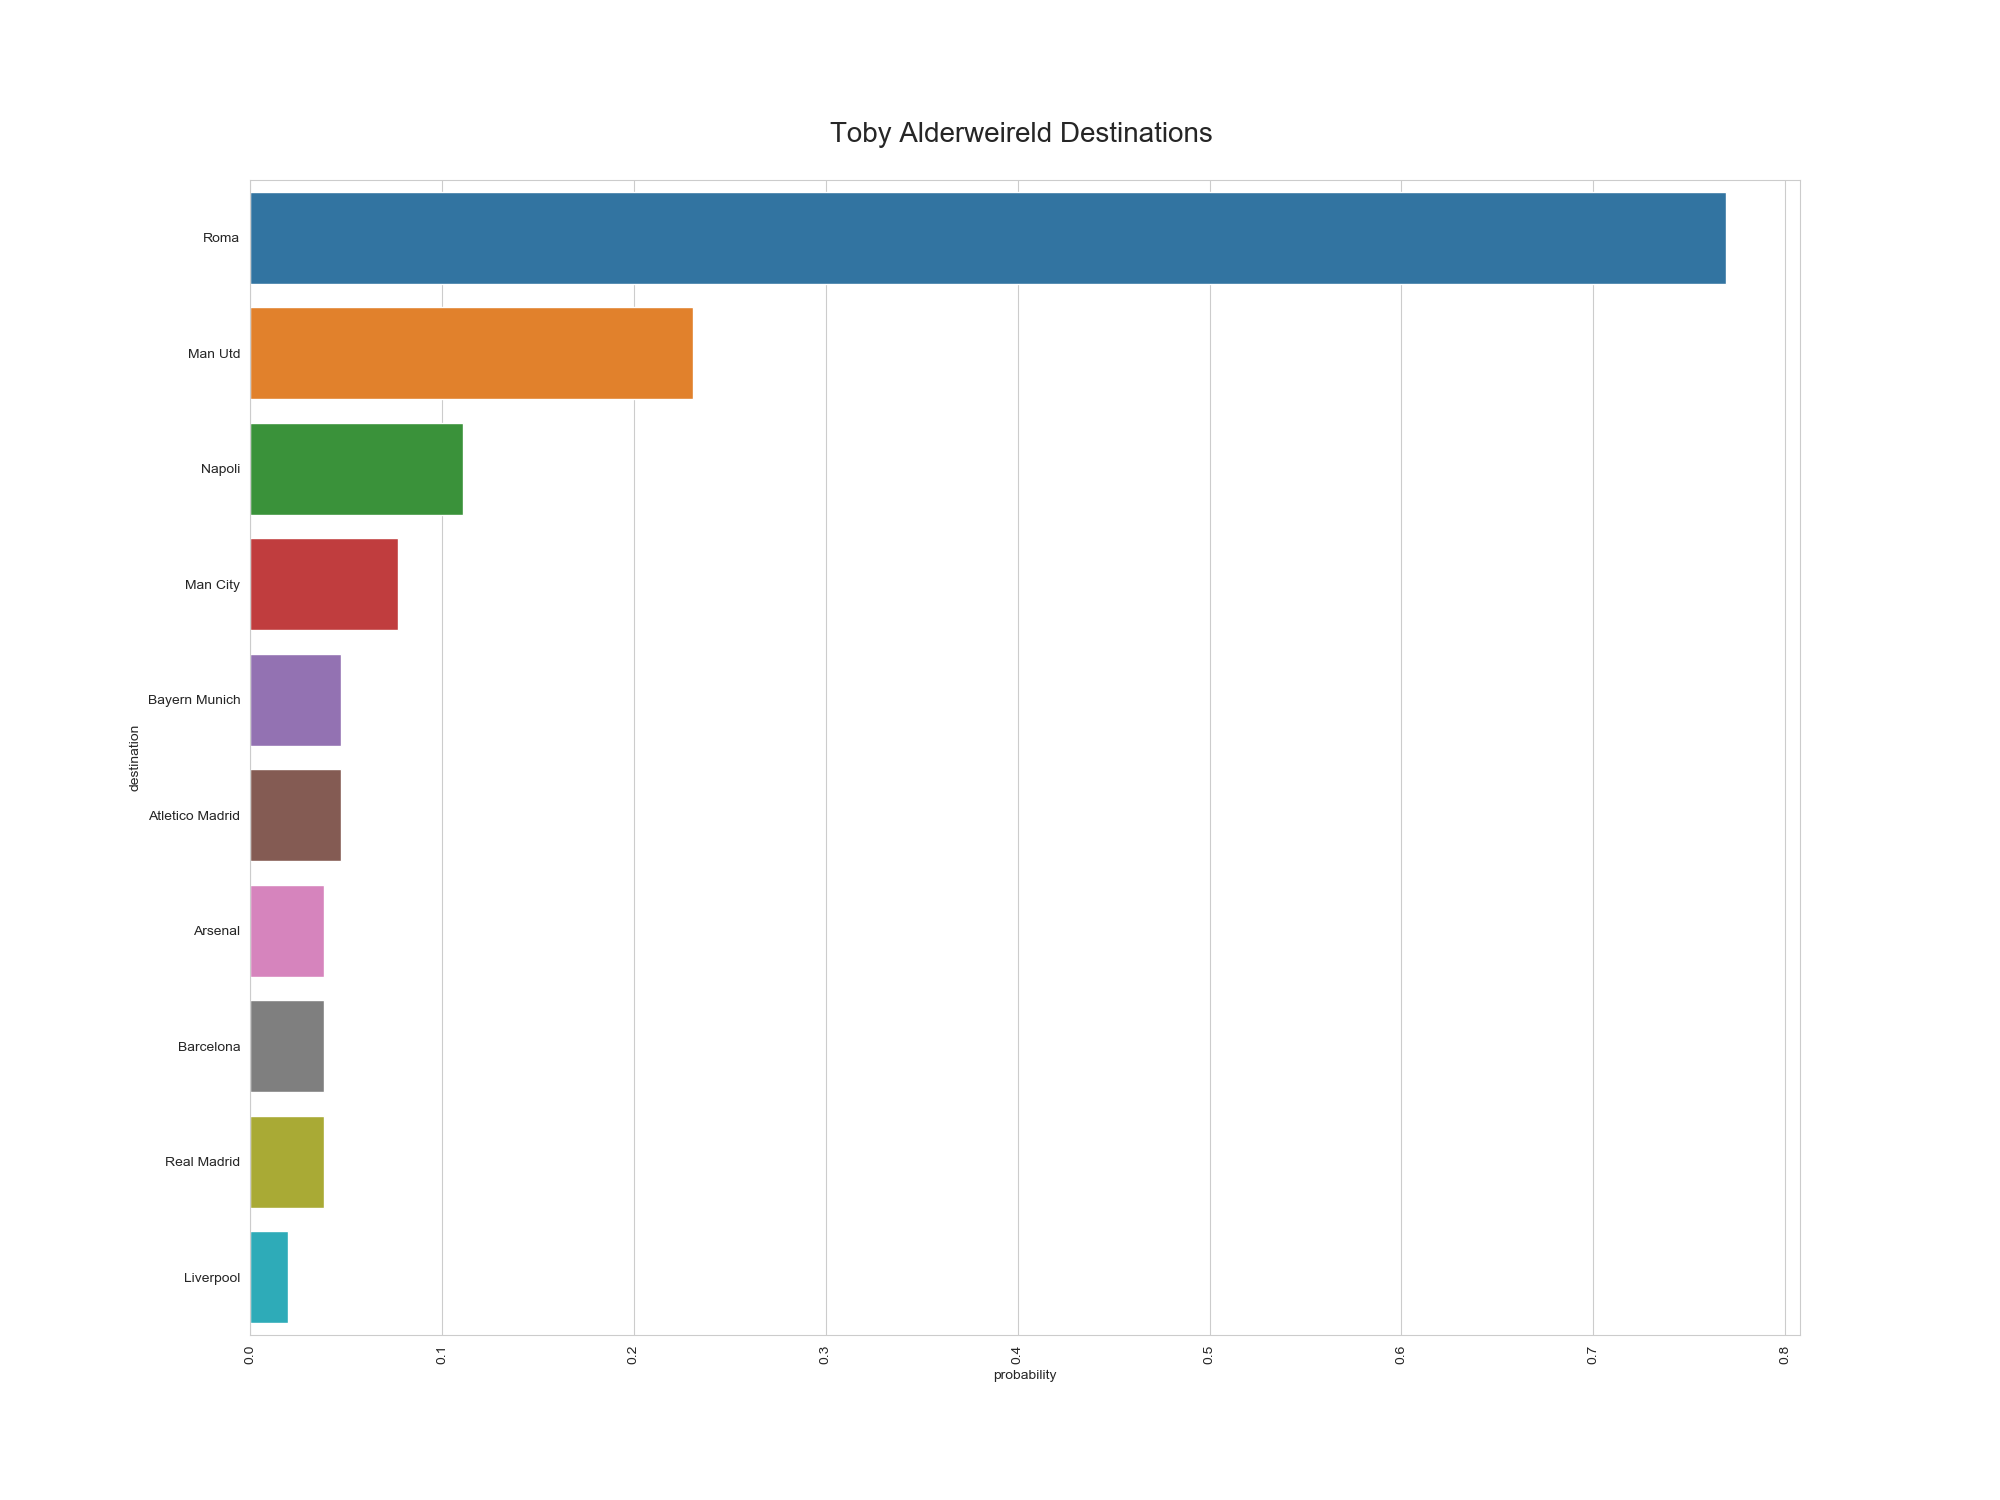 Toby Alderweireld Destinations
Roma
Man Utd
Napoli
Man City
Bayern Munich
destination
Atletico Madrid
Arsenal
Barcelona
Real Madrid
Liverpool
0.0 0.1 0.2 0.3 0.4 0.5 0.6 0.7 0.8
probability